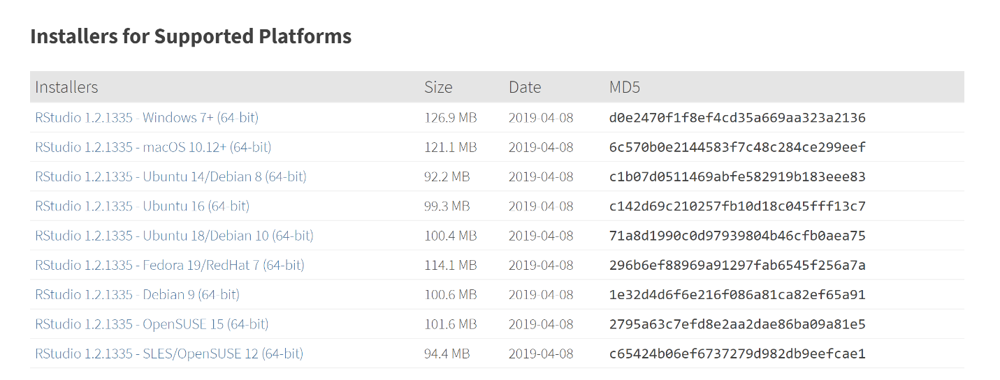 Installers for Supported Platforms
Installers Size Date MD5
RStudio 1.2.1335 - Windows 7+ (64-bit) 126.9 MB 2019-04-08 d0e2470f1f8ef4cd35a669aa323a2136
RStudio 1.2.1335 - macOS 10.12+ (64-bit) 121.1 MB 2019-04-08 6c570b0e2144583f7c48c284ce299eef
RStudio 1.2.1335 - Ubuntu 14/Debian 8 (64-bit) 92.2 MB 2019-04-08 c1b07d0511469abfe582919b183eee83
RStudio 1.2.1335 - Ubuntu 16 (64-bit) 99.3 MB 2019-04-08 c142d69c210257fb10d18c045fff13c7
RStudio 1.2.1335 - Ubuntu 18/Debian 10 (64-bit) 100.4 MB 2019-04-08 71a8d1990c0d97939804b46cfb0aea75
RStudio 1.2.1335 - Fedora 19/RedHat 7 (64-bit) 114.1 MB 2019-04-08 296b6ef88969a91297fab6545f256a7a
RStudio 1.2.1335 - Debian 9 (64-bit) 100.6 MB 2019-04-08 1e32d4d6f6e216f086a81ca82ef65a91
RStudio 1.2.1335 - OpenSUSE 15 (64-bit) 101.6 MB 2019-04-08 2795a63c7efd8e2aa2dae86ba09a81e5
RStudio 1.2.1335 - SLES/OpenSUSE 12 (64-bit) 94.4 MB 2019-04-08 c65424b06ef6737279d982db9eefcae1